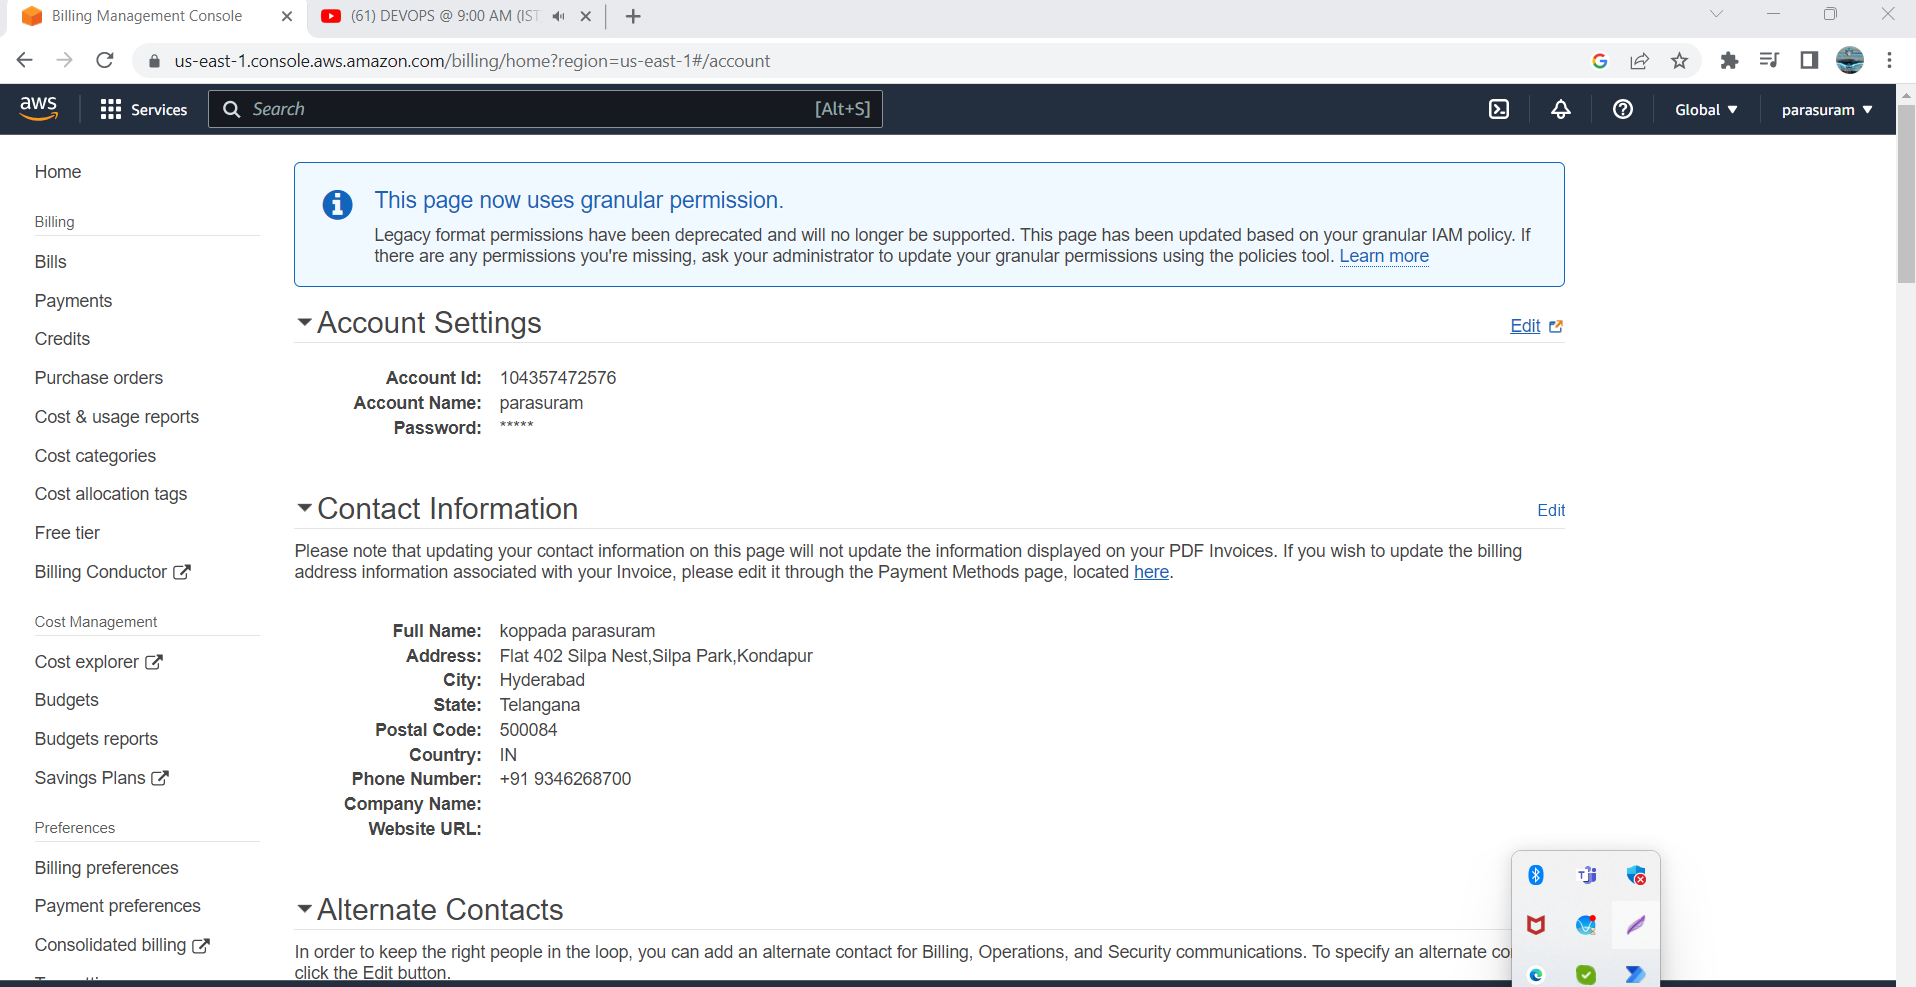 Billing Management Console
(61) DEVOPS @ 9:00 AM (IST
us-east-1.console.aws.amazon.com/billing/home?region=us-east-1#/account
aws
Services
Search
[Alt+S]
Global
parasuram
Home
Billing
Bills
Payments
Credits
Purchase orders
Cost & usage reports
Cost categories
Cost allocation tags
Free tier
Billing Conductor
Cost Management
Cost explorer
Budgets
Budgets reports
Savings Plans
Preferences
Billing preferences
Payment preferences
Consolidated billing
This page now uses granular permission.
Legacy format permissions have been deprecated and will no longer be supported. This page has been updated based on your granular IAM policy. If
there are any permissions you're missing, ask your administrator to update your granular permissions using the policies tool. Learn more
Account Settings
Edit
Account Id: 104357472576
Account Name: parasuram
Password: *****
Contact Information
Edit
Please note that updating your contact information on this page will not update the information displayed on your PDF Invoices. If you wish to update the billing
address information associated with your Invoice, please edit it through the Payment Methods page, located here.
Full Name: koppada parasuram
Address: Flat 402 Silpa Nest,Silpa Park,Kondapur
City: Hyderabad
State: Telangana
Postal Code: 500084
Country: IN
Phone Number: +91 9346268700
Company Name:
Website URL:
Alternate Contacts
In order to keep the right people in the loop, you can add an alternate contact for Billing, Operations, and Security communications. To specify an alternate co
click the Edit button.